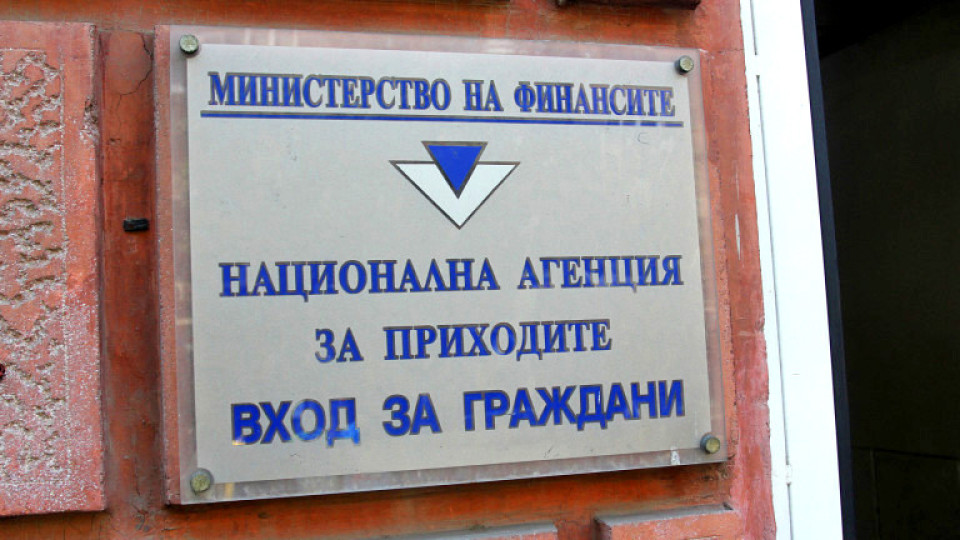 МИНИСТЕРСТВО НА ФИНАНСИТЕ
НАЦИОНАЛНА АГЕНЦИЯ
ЗА ПРИХОДИТЕ
ВХОД ЗА ГРАЖДАНИ